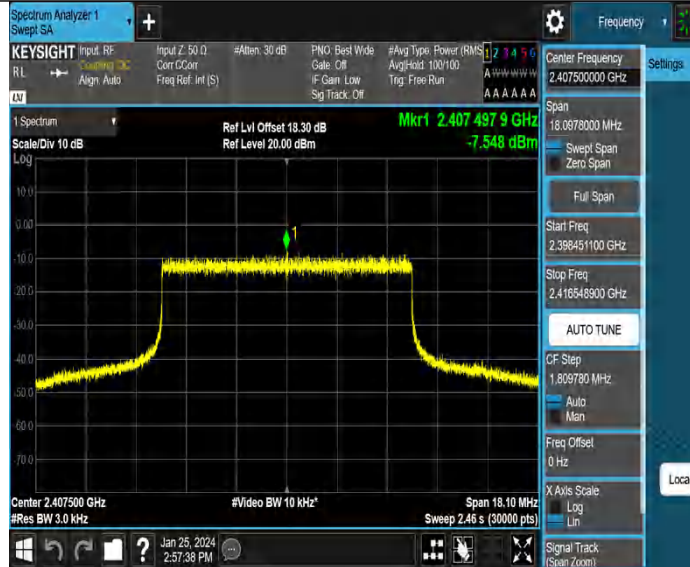 Spectrum Analyzer 1
Swept SA
+
Frequency
KEYSIGHT
RL
Input: RF
Coupling: DC
Align: Auto
Input Z: 50 Ω
Corr CCorr
Freq Ref: Int (S)
#Atten: 30 dB
PNO: Best Wide
Gate: Off
IF Gain: Low
Sig Track: Off
#Avg Type: Power (RMS
Avg|Hold: 100/100
Trig: Free Run
1 2 3 4 5 6
A W W W W W
A A A A A A
LXI
1 Spectrum
Scale/Div 10 dB
Ref Lvl Offset 18.30 dB
Ref Level 20.00 dBm
Mkr1 2.407 497 9 GHz
-7.548 dBm
Log
10.0
0.00
-10.0
-20.0
-30.0
-40.0
-50.0
-60.0
-70.0
1
Center 2.407500 GHz
#Res BW 3.0 kHz
#Video BW 10 kHz*
Span 18.10 MHz
Sweep 2.46 s (30000 pts)
?
Jan 25, 2024
2:57:38 PM
Center Frequency
2.407500000 GHz
Span
18.0978000 MHz
Swept Span
Zero Span
Full Span
Start Freq
2.398451100 GHz
Stop Freq
2.416548900 GHz
AUTO TUNE
CF Step
1.809780 MHz
Auto
Man
Freq Offset
0 Hz
X Axis Scale
Log
Lin
Signal Track
(Span Zoom)
Settings
Loca